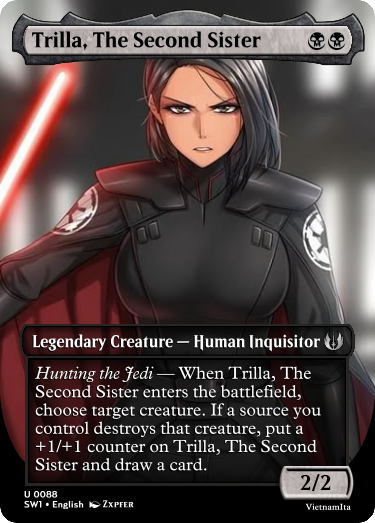 Trilla, The Second Sister
Legendary Creature — Human Inquisitor
Hunting the Jedi — When Trilla, The
Second Sister enters the battlefield,
choose target creature. If a source you
control destroys that creature, put a
+1/+1 counter on Trilla, The Second
Sister and draw a card.
2/2
U 0088
SW1 • English Zxpfer
VietnamIta